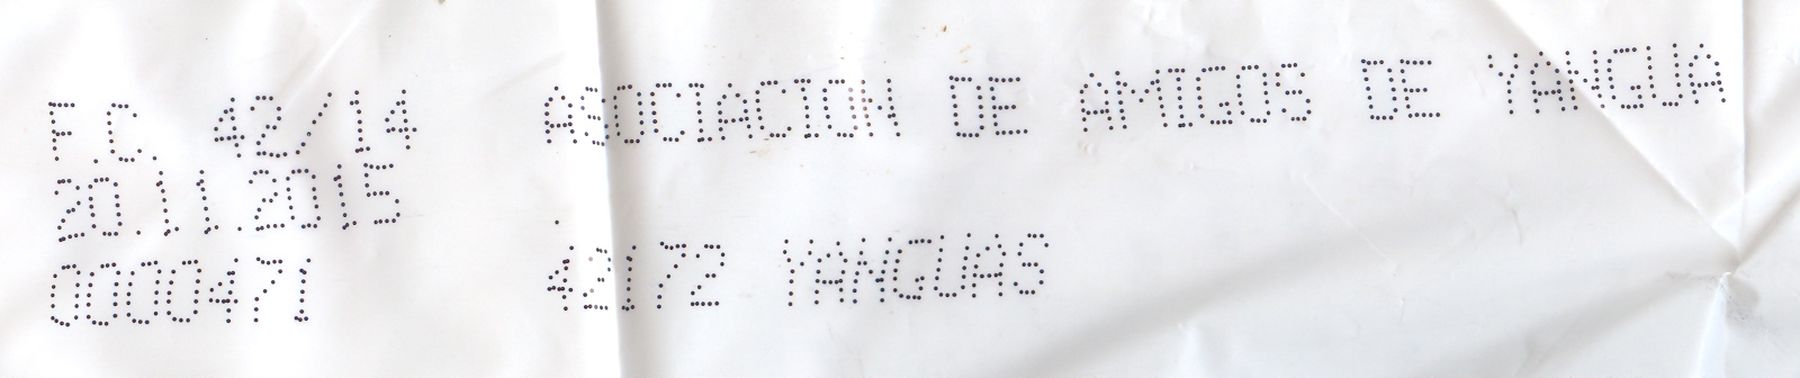 F.C. 42/14 ASOCIACION DE AMIGOS DE YANGUA
20.11.2015 .
0000471 42172 YANGUAS